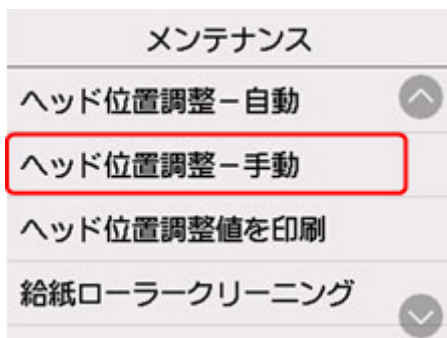 メンテナンス
ヘッド位置調整－自動
ヘッド位置調整－手動
ヘッド位置調整値を印刷
給紙ローラークリーニング